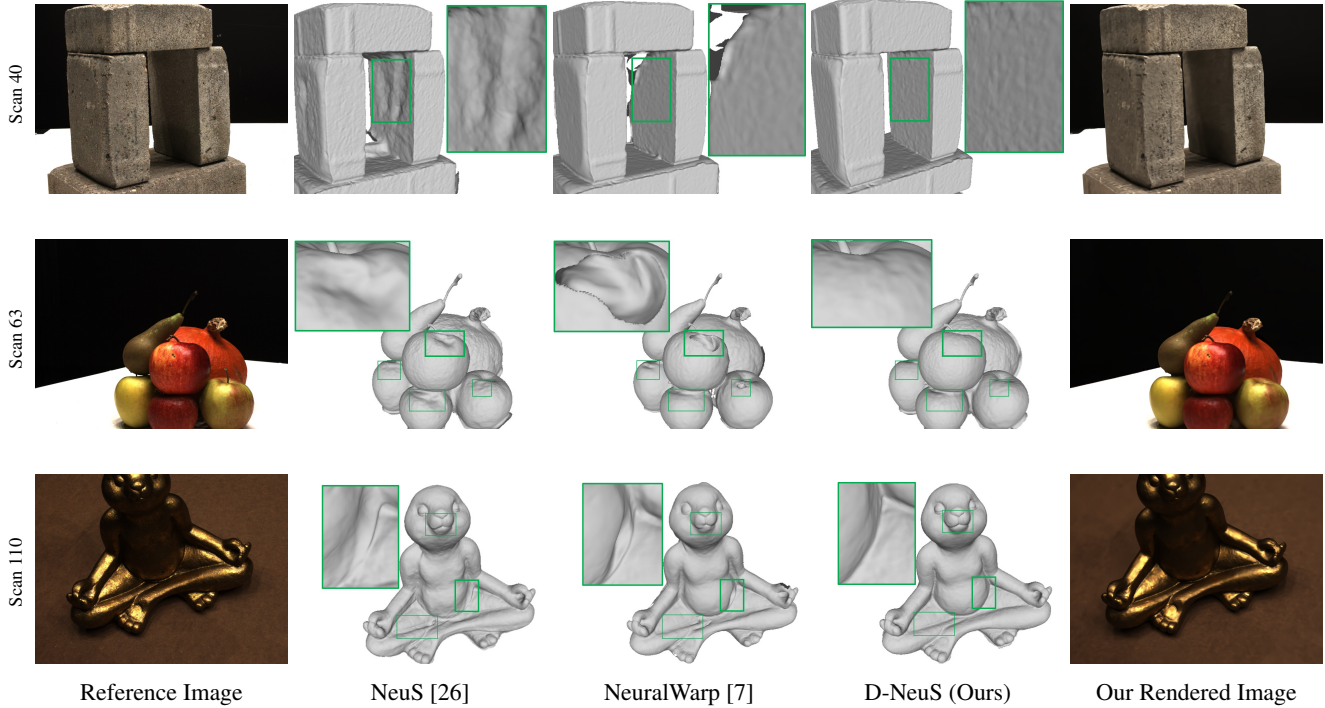 Scan 40
Scan 63
Scan 110
Reference Image
NeuS [26]
NeuralWarp [7]
D-NeuS (Ours)
Our Rendered Image